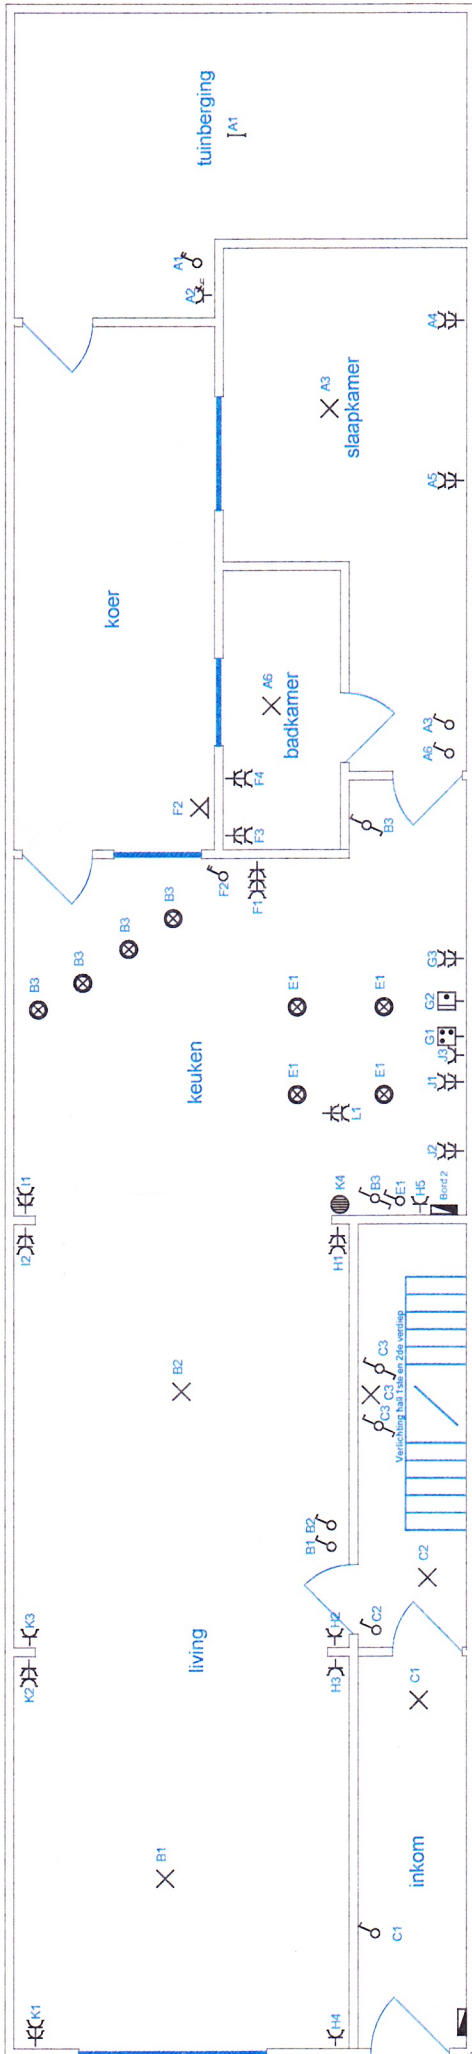 tuinberging
A1
A1
A2
A4
A3
slaapkamer
A5
koer
A6
badkamer
A3
A6
F2
F4
F3
B3
F2
F1
B3
B3
B3
B3
G3
G2
G1
J3
J1
J2
E1
E1
E1
E1
keuken
L1
K4
B3
E1
H5
Bord 2
I1
I2
H1
B2
C3
C3
C3
Verlichting hall 1ste en 2de verdiep
B1
B2
C2
C2
K3
K2
H2
H3
living
C1
B1
inkom
C1
K1
H4